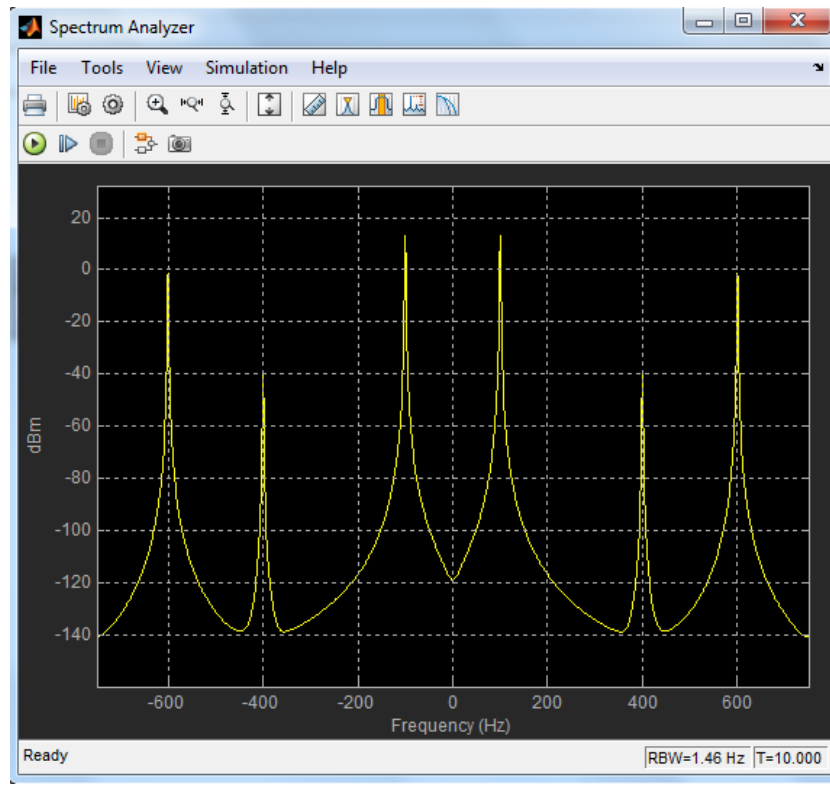 Spectrum Analyzer
File Tools View Simulation Help
20
0
-20
-40
-60
-80
-100
-120
-140
dBm
-600 -400 -200 0 200 400 600
Frequency (Hz)
Ready RBW=1.46 Hz T=10.000